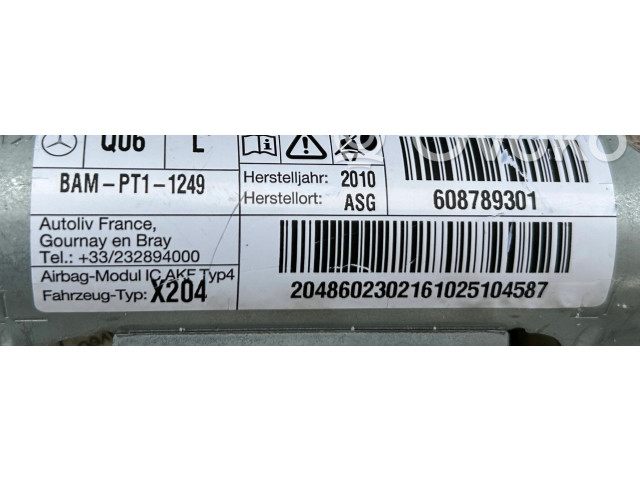 Q06 L
BAM-PT1-1249
Herstelljahr: 2010
Herstellort: ASG
608789301
Autoliv France,
Gournay en Bray
Tel.: +33/232894000
Airbag-Modul IC AKF Typ4
Fahrzeug-Typ: X204
2048602302161025104587